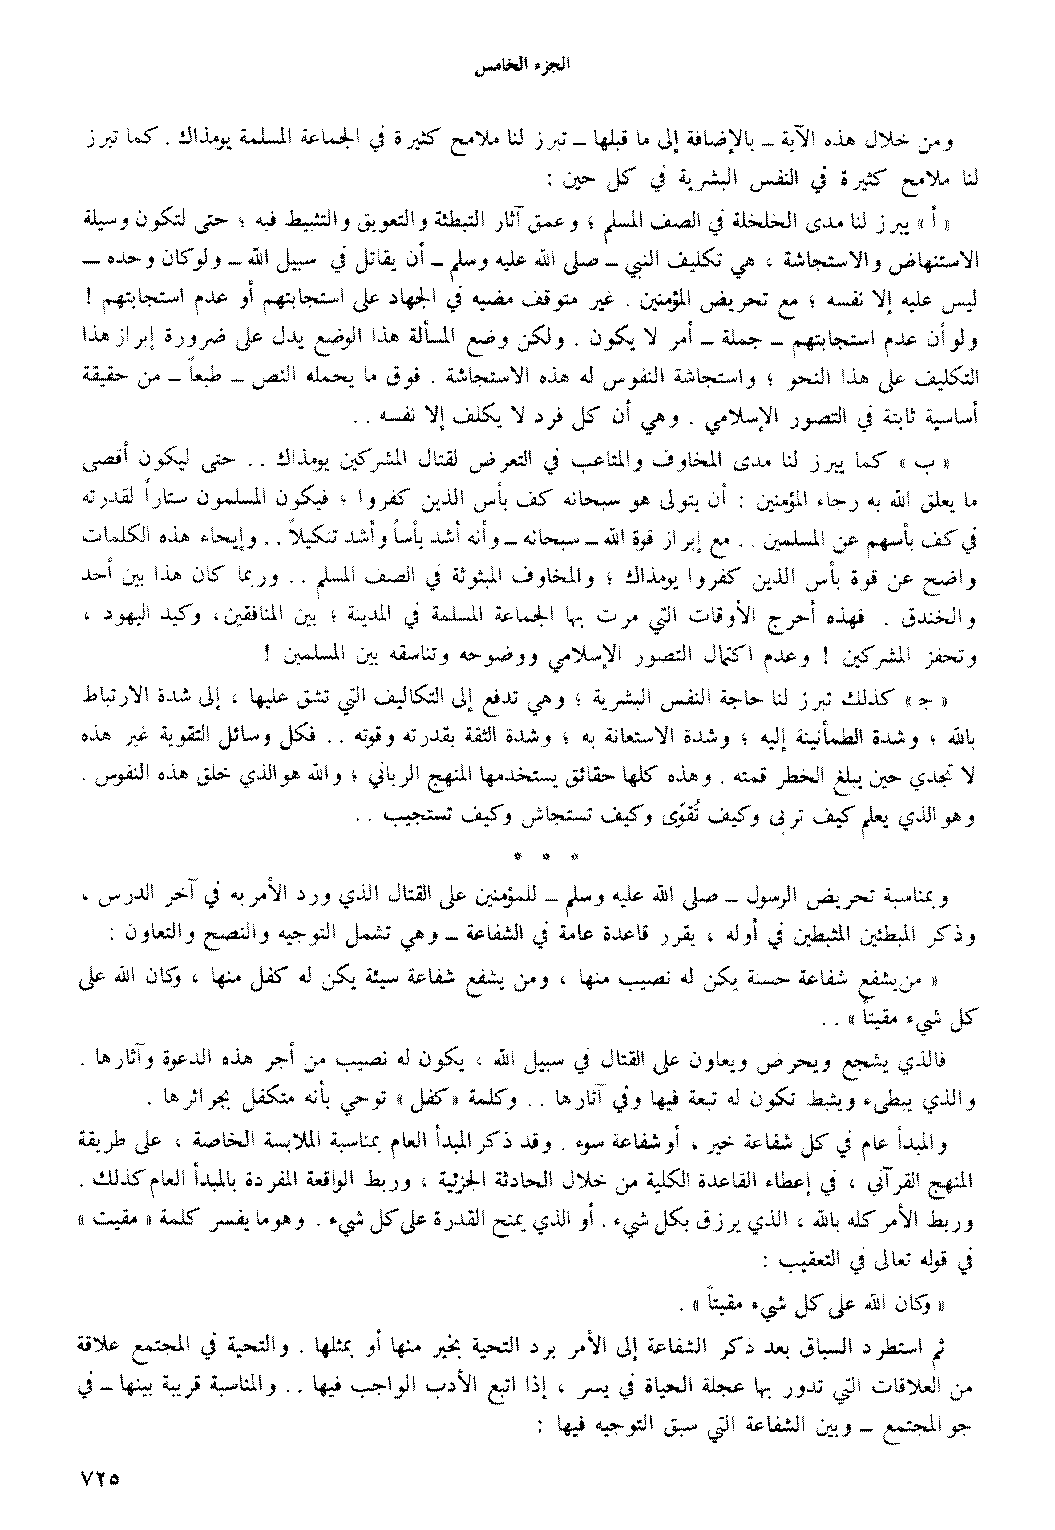 الجزء الخامس
ومن خلال هذه الآية – بالإضافة إلى ما قبلها – تبرز لنا ملامح كثيرة في الجماعة المسلمة يومذاك . كما تبرز
لنا ملامح كثيرة في النفس البشرية في كل حين :
« أ » يبرز لنا مدى الخلخلة في الصف المسلم ؛ وعمق آثار التبطئة والتعويق والتثبيط فيه ؛ حتى لتكون وسيلة
الاستنهاض والاستجاشة ، هي تكليف النبي – صلى الله عليه وسلم – أن يقاتل في سبيل الله – ولو كان وحده –
ليس عليه إلا نفسه ؛ مع تحريض المؤمنين . غير متوقف مضيه في الجهاد على استجابتهم أو عدم استجابتهم !
ولو أن عدم استجابتهم – جملة – أمر لا يكون . ولكن وضع المسألة هذا الوضع يدل على ضرورة إبراز هذا
التكليف على هذا النحو ؛ واستجاشة النفوس له هذه الاستجاشة . فوق ما يحمله النص – طبعاً – من حقيقة
أساسية ثابتة في التصور الإسلامي . وهي أن كل فرد لا يكلف إلا نفسه . .
« ب » كما يبرز لنا مدى المخاوف والمتاعب في التعرض لقتال المشركين يومذاك . . حتى ليكون أقصى
ما يعلق الله به رجاء المؤمنين : أن يتولى هو سبحانه كف بأس الذين كفروا ؛ فيكون المسلمون ستاراً لقدرته
في كف بأسهم عن المسلمين . . مع إبراز قوة الله – سبحانه – وأنه أشد بأساً وأشد تنكيلاً . . وإيحاء هذه الكلمات
واضح عن قوة بأس الذين كفروا يومذاك ؛ والمخاوف المبثوثة في الصف المسلم . . وربما كان هذا بين أحد
والخندق . فهذه أحرج الأوقات التي مرت بها الجماعة المسلمة في المدينة ؛ بين المنافقين، وكيد اليهود ،
وتحفز المشركين ! وعدم اكتمال التصور الإسلامي ووضوحه وتناسقه بين المسلمين !
« ج » كذلك تبرز لنا حاجة النفس البشرية ؛ وهي تدفع إلى التكاليف التي تشق عليها ، إلى شدة الارتباط
بالله ؛ وشدة الطمأنينة إليه ؛ وشدة الاستعانة به ؛ وشدة الثقة بقدرته وقوته . . فكل وسائل التقوية غير هذه
لا تجدي حين يبلغ الخطر قمته . وهذه كلها حقائق يستخدمها المنهج الرباني ؛ والله هو الذي خلق هذه النفوس .
وهو الذي يعلم كيف تربى وكيف تُقوّى وكيف تستجاش وكيف تستجيب . .
* * *
وبمناسبة تحريض الرسول – صلى الله عليه وسلم – للمؤمنين على القتال الذي ورد الأمر به في آخر الدرس ،
وذكر المبطئين المثبطين في أوله ، يقرر قاعدة عامة في الشفاعة – وهي تشمل التوجيه والنصح والتعاون :
« من يشفع شفاعة حسنة يكن له نصيب منها ، ومن يشفع شفاعة سيئة يكن له كفل منها ، وكان الله على
كل شيء مقيتاً » . .
فالذي يشجع ويحرض ويعاون على القتال في سبيل الله ، يكون له نصيب من أجر هذه الدعوة وآثارها .
والذي يبطىء ويثبط تكون له تبعة فيها وفي آثارها . . وكلمة « كفل » توحي بأنه متكفل بجرائرها .
والمبدأ عام في كل شفاعة خير ، أو شفاعة سوء . وقد ذكر المبدأ العام بمناسبة الملابسة الخاصة ، على طريقة
المنهج القرآني ، في إعطاء القاعدة الكلية من خلال الحادثة الجزئية ، وربط الواقعة المفردة بالمبدأ العام كذلك .
وربط الأمر كله بالله ، الذي يرزق بكل شيء . أو الذي يمنح القدرة على كل شيء . وهو ما يفسر كلمة « مقيت »
في قوله تعالى في التعقيب :
« وكان الله على كل شيء مقيتاً » .
ثم استطرد السياق بعد ذكر الشفاعة إلى الأمر برد التحية بخير منها أو بمثلها . والتحية في المجتمع علاقة
من العلاقات التي تدور بها عجلة الحياة في يسر ، إذا اتبع الأدب الواجب فيها . . والمناسبة قريبة بينها – في
جو المجتمع – وبين الشفاعة التي سبق التوجيه فيها :
٧٢٥